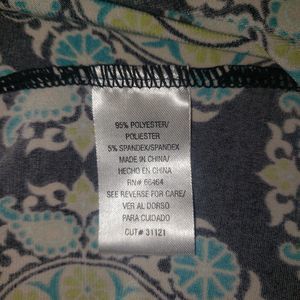 95% POLYESTER/
POLIESTER
5% SPANDEX/SPANDEX
MADE IN CHINA/
HECHO EN CHINA
RN# 66464
SEE REVERSE FOR CARE/
VER AL DORSO
PARA CUIDADO
CUT# 31121